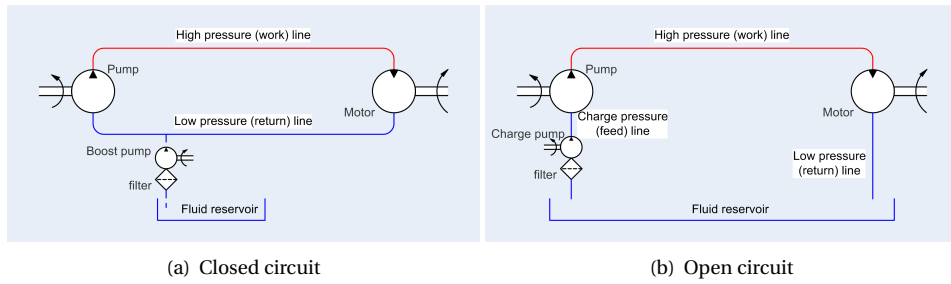 High pressure (work) line
Pump
Motor
Low pressure (return) line
Boost pump
filter
Fluid reservoir
(a) Closed circuit
High pressure (work) line
Pump
Motor
Charge pressure
(feed) line
Charge pump
filter
Low pressure
(return) line
Fluid reservoir
(b) Open circuit